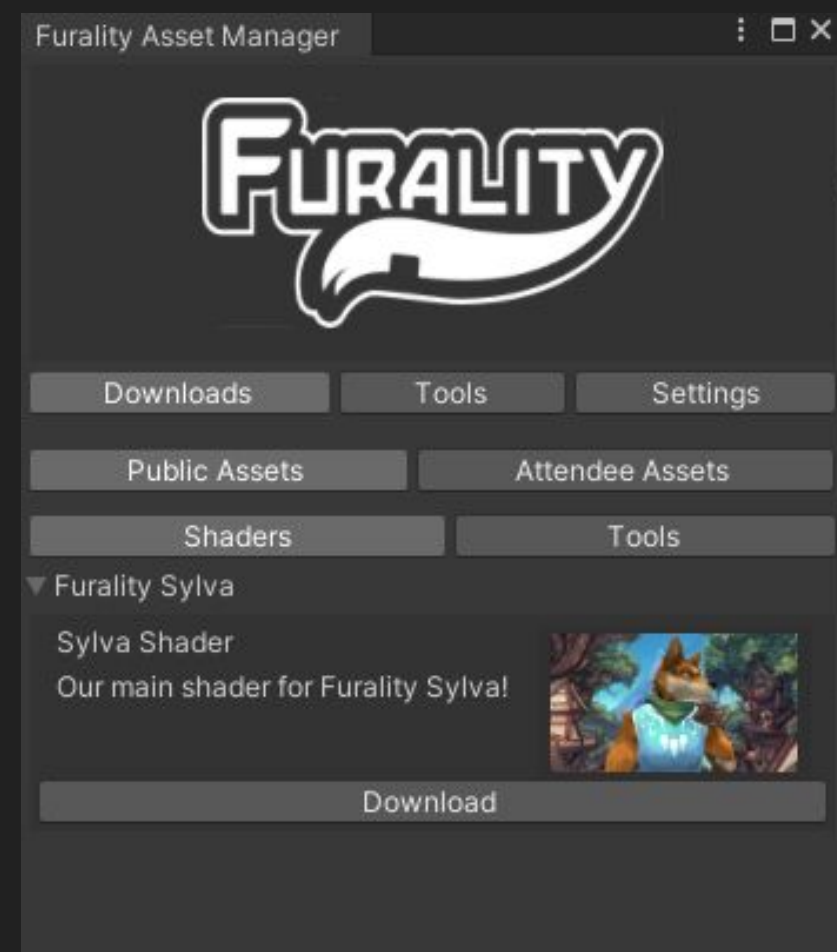 Furality Asset Manager
FURALITY
Downloads Tools Settings
Public Assets Attendee Assets
Shaders Tools
Furality Sylva
Sylva Shader
Our main shader for Furality Sylva!
Download